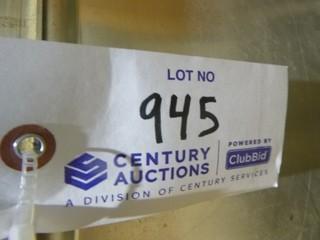 LOT NO
945
CENTURY AUCTIONS
POWERED BY
ClubBid
A DIVISION OF CENTURY SERVICES